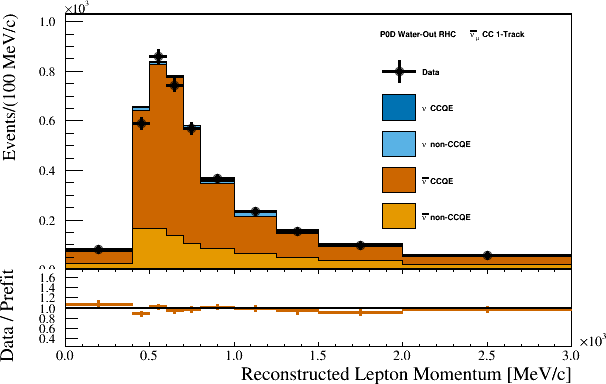 ×10³
P0D Water-Out RHC ν̅μ CC 1-Track
Data
ν CCQE
ν non-CCQE
ν̅ CCQE
ν̅ non-CCQE
Events/(100 MeV/c)
1.0
0.8
0.6
0.4
0.2
0.0
Data / Prefit
1.6
1.4
1.2
1.0
0.8
0.6
0.4
0.0 0.5 1.0 1.5 2.0 2.5 3.0
×10³
Reconstructed Lepton Momentum [MeV/c]